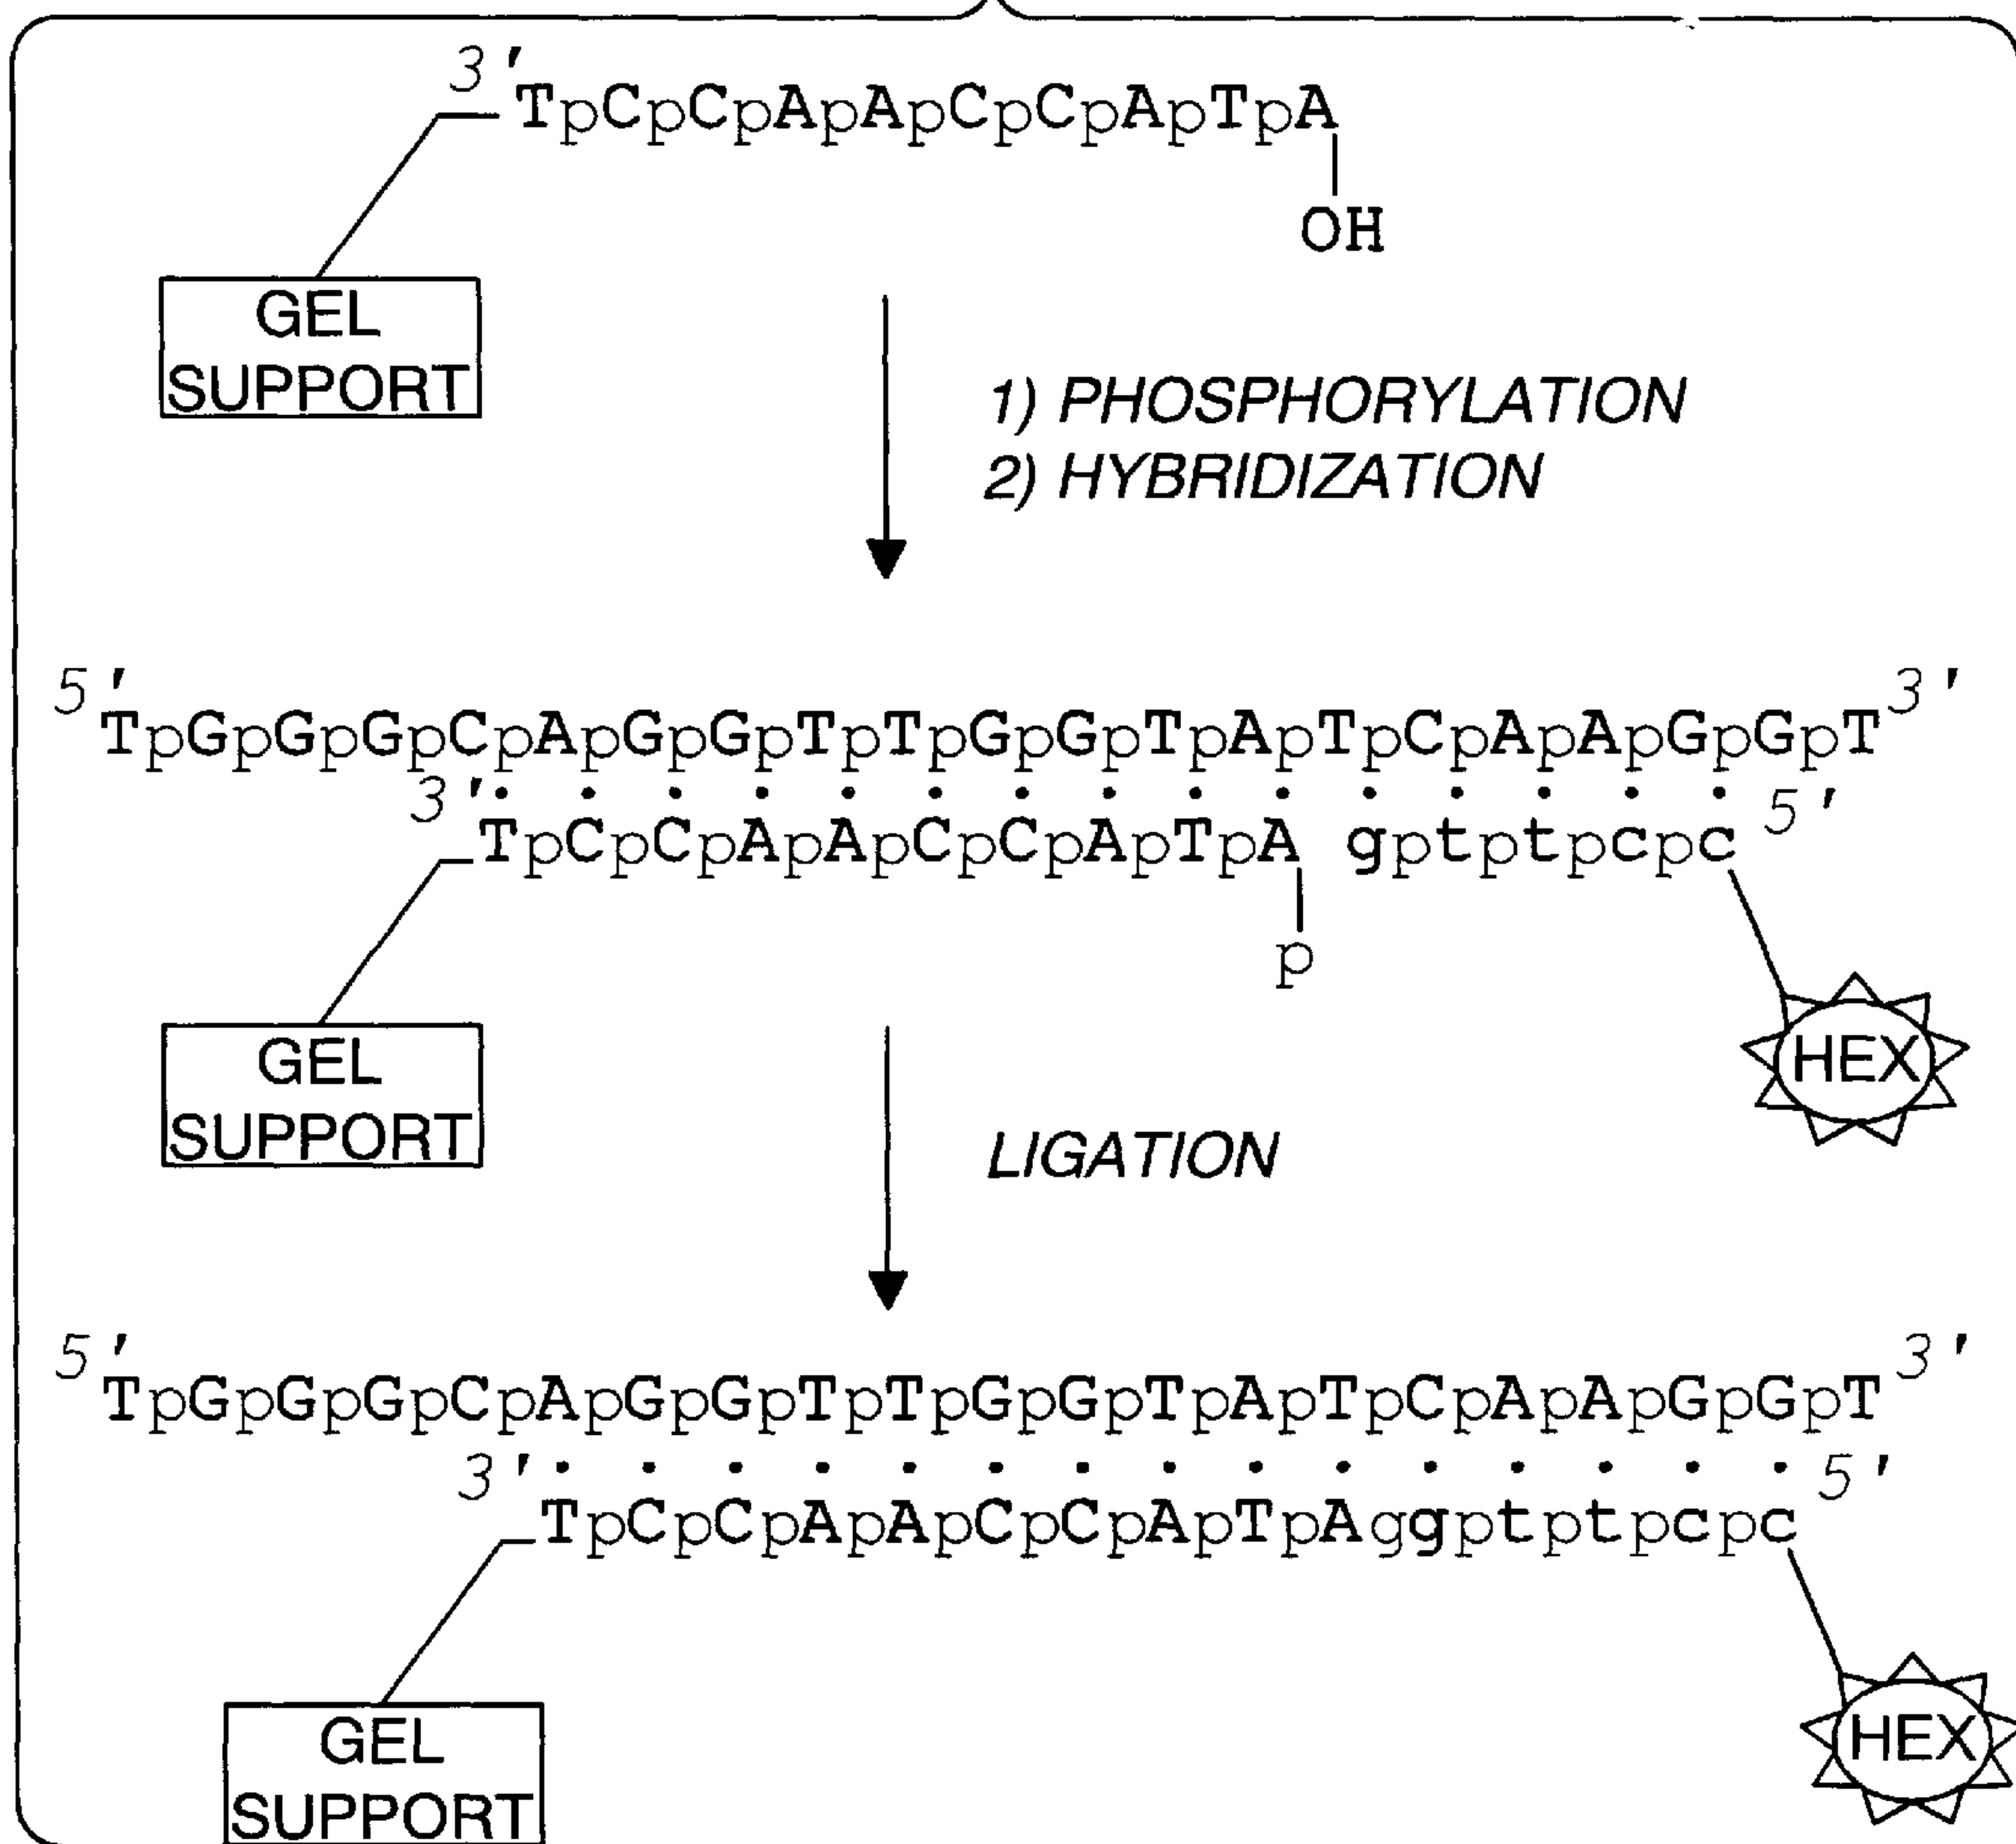 3'
TpCpCpApApCpCpApTpA
OH
GEL
SUPPORT
1) PHOSPHORYLATION
2) HYBRIDIZATION
5' TpGpGpGpCpApGpGpTpTpGpGpTpApTpCpApApGpGpT 3'
3' • • • • • • • • • • • • • • • 5'
TpCpCpApApCpCpApTpA gptptpcpc
p
GEL
SUPPORT
HEX
LIGATION
5' TpGpGpGpCpApGpGpTpTpGpGpTpApTpCpApApGpGpT 3'
3' • • • • • • • • • • • • • • • 5'
TpCpCpApApCpCpApTpAggptptpcpc
GEL
SUPPORT
HEX